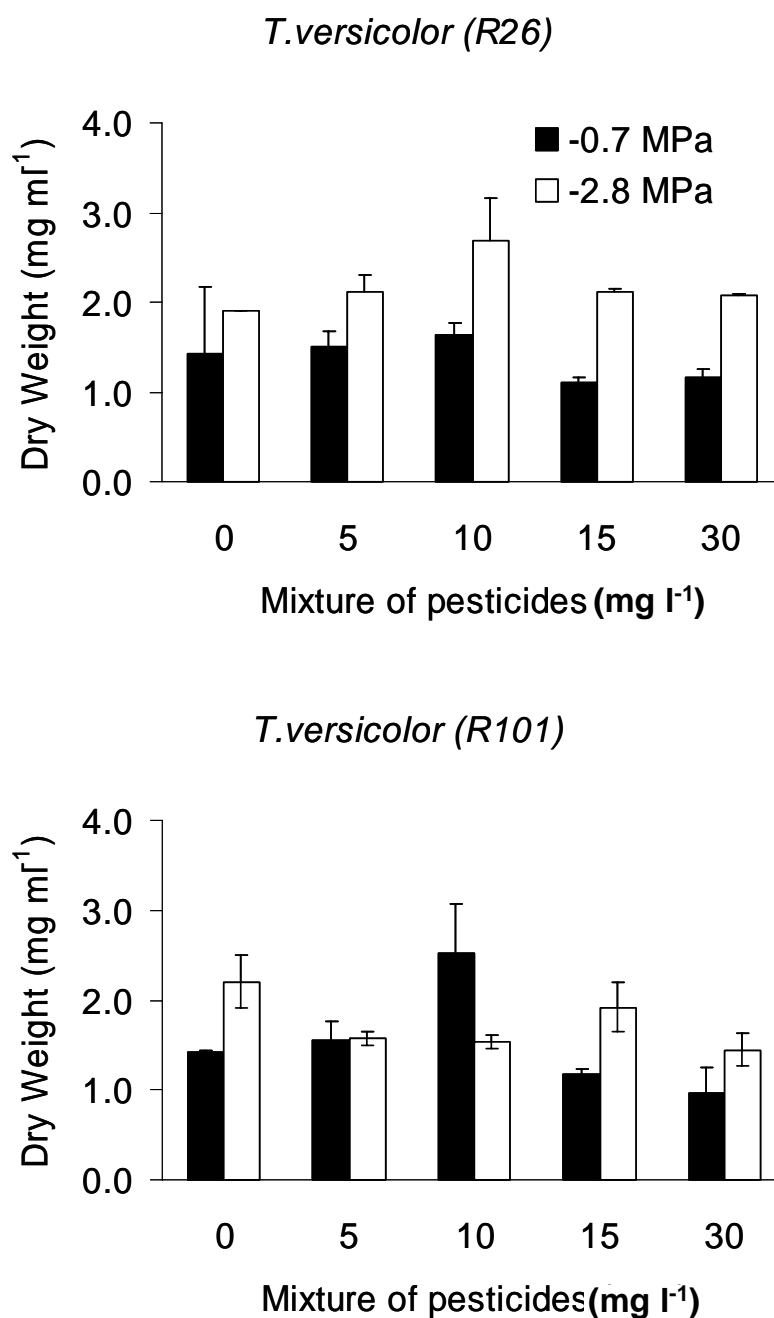 T.versicolor (R26)
4.0
3.0
2.0
1.0
0.0
Dry Weight (mg ml⁻¹)
-0.7 MPa
-2.8 MPa
0 5 10 15 30
Mixture of pesticides (mg l⁻¹)
T.versicolor (R101)
4.0
3.0
2.0
1.0
0.0
Dry Weight (mg ml⁻¹)
0 5 10 15 30
Mixture of pesticides (mg l⁻¹)